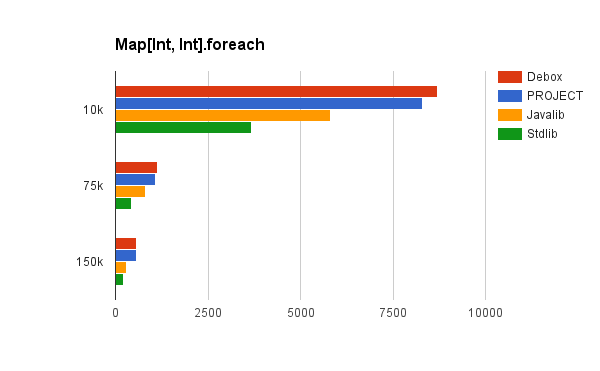 Map[Int, Int].foreach
Debox
PROJECT
Javalib
Stdlib
10k
75k
150k
0
2500
5000
7500
10000